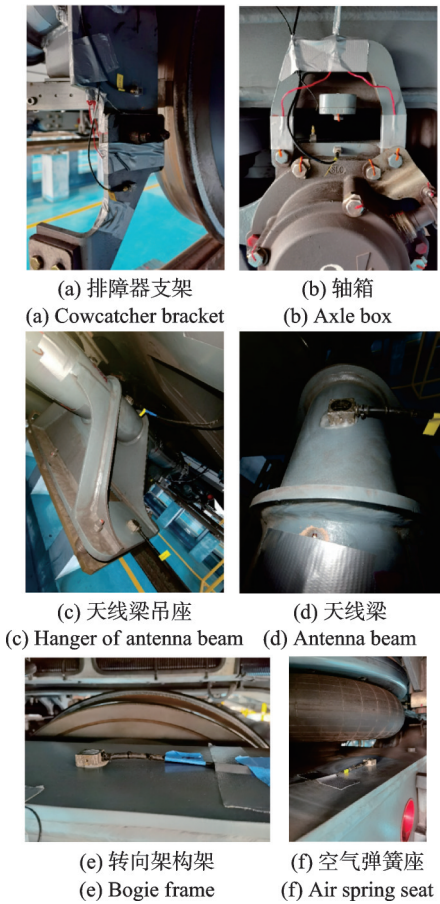 (a) 排障器支架
(a) Cowcatcher bracket
(b) 轴箱
(b) Axle box
(c) 天线梁吊座
(c) Hanger of antenna beam
(d) 天线梁
(d) Antenna beam
(e) 转向架构架
(e) Bogie frame
(f) 空气弹簧座
(f) Air spring seat